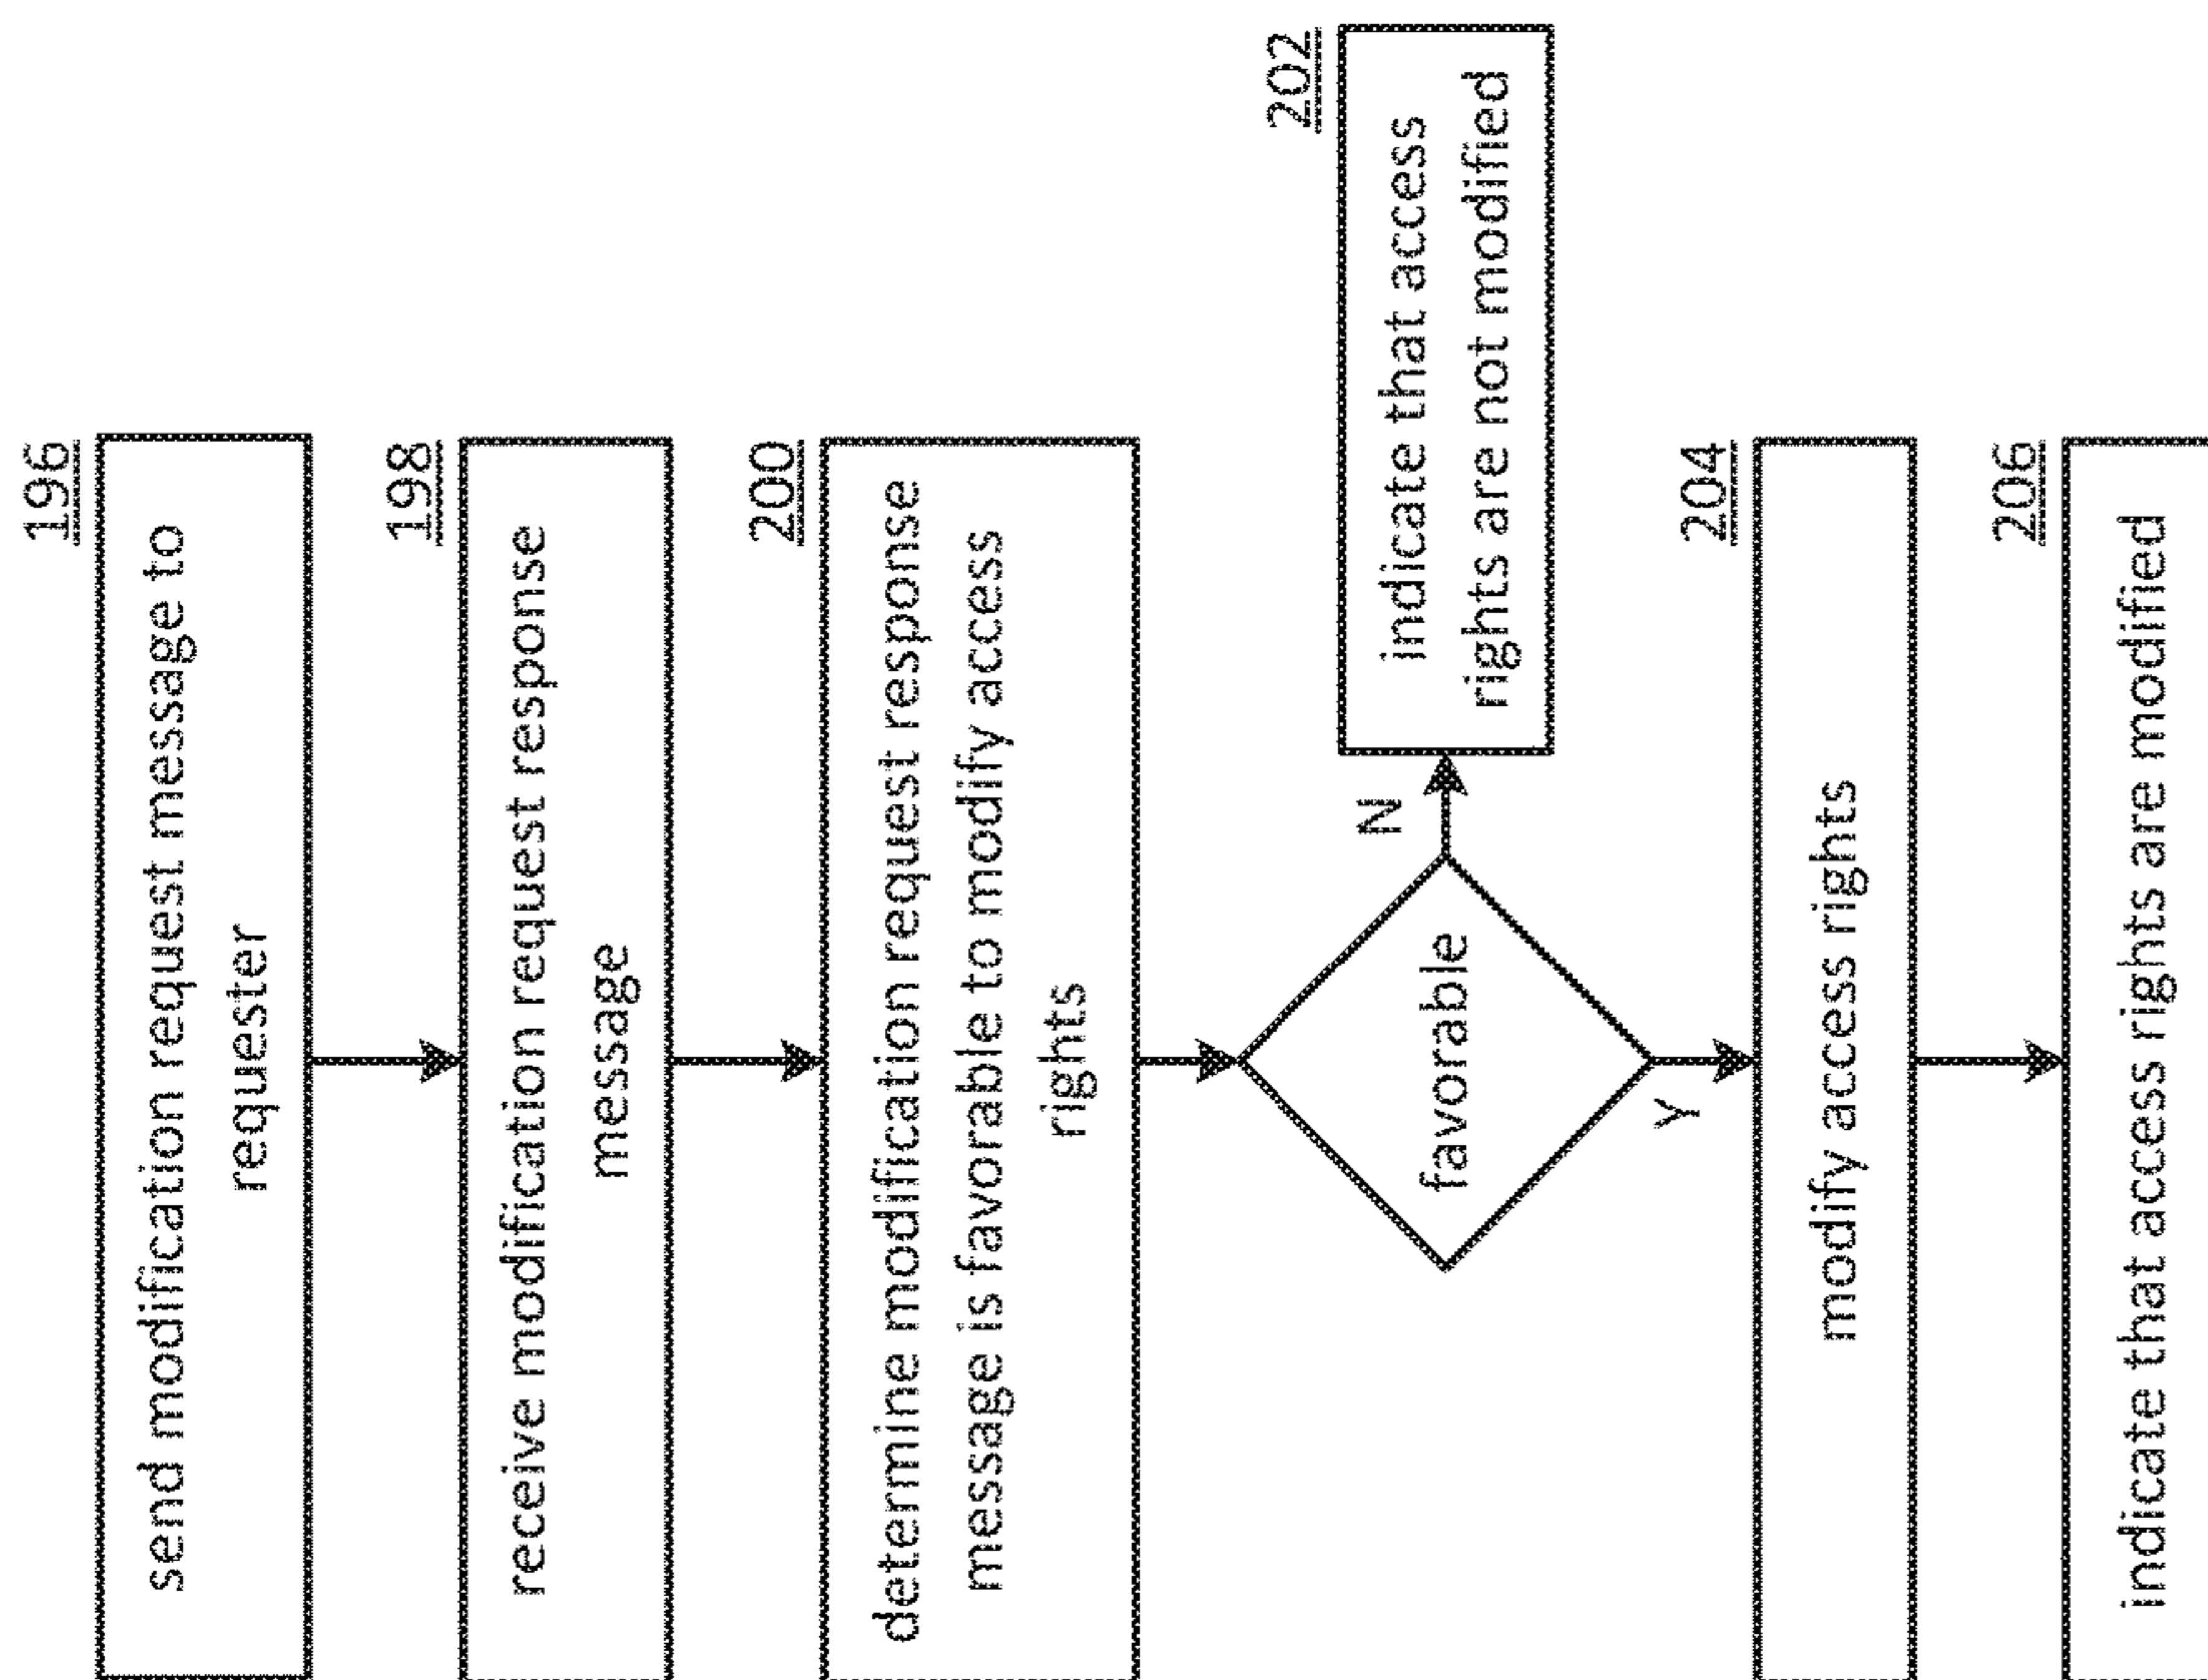 196
send modification request message to
requester
198
receive modification request response
message
200
determine modification request response
message is favorable to modify access
rights
favorable
N
202
indicate that access
rights are not modified
Y
204
modify access rights
206
indicate that access rights are modified